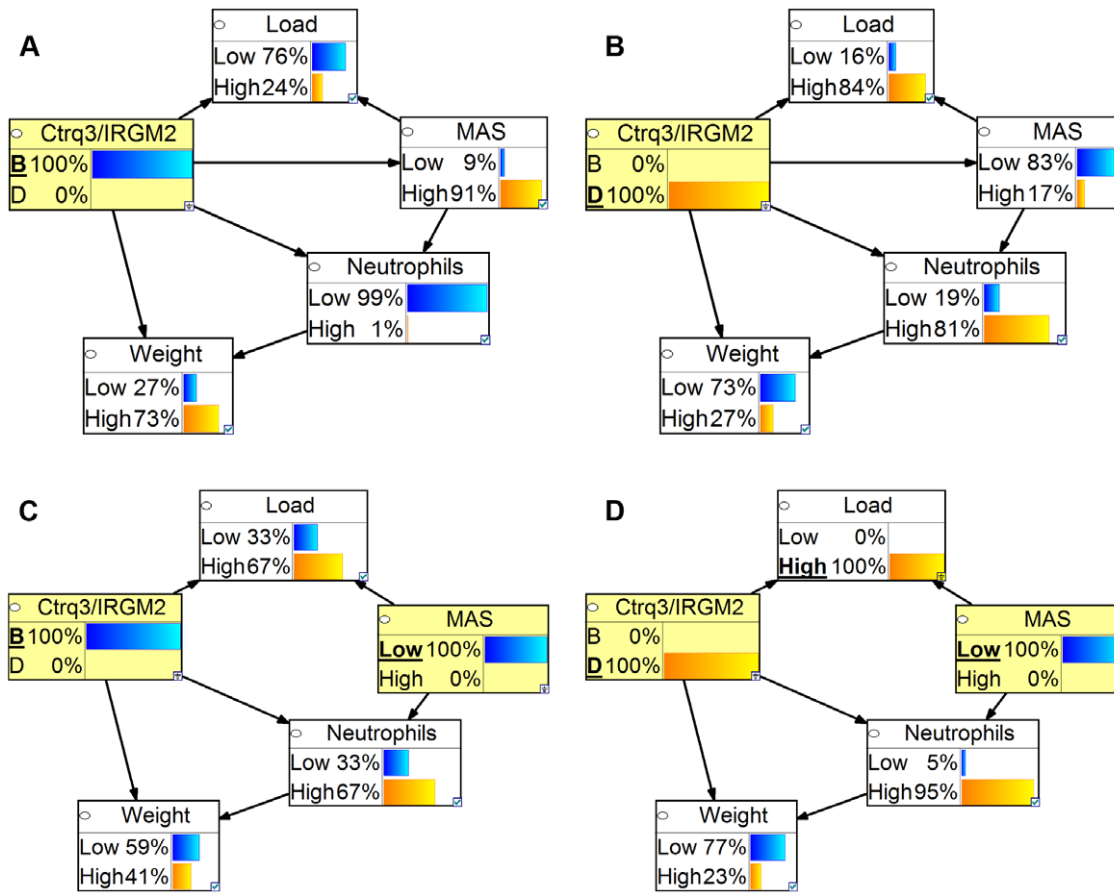 A
Load
Low 76%
High 24%
Ctrq3/IRGM2
B 100%
D 0%
MAS
Low 9%
High 91%
Neutrophils
Low 99%
High 1%
Weight
Low 27%
High 73%
B
Load
Low 16%
High 84%
Ctrq3/IRGM2
B 0%
D 100%
MAS
Low 83%
High 17%
Neutrophils
Low 19%
High 81%
Weight
Low 73%
High 27%
C
Load
Low 33%
High 67%
Ctrq3/IRGM2
B 100%
D 0%
MAS
Low 100%
High 0%
Neutrophils
Low 33%
High 67%
Weight
Low 59%
High 41%
D
Load
Low 0%
High 100%
Ctrq3/IRGM2
B 0%
D 100%
MAS
Low 100%
High 0%
Neutrophils
Low 5%
High 95%
Weight
Low 77%
High 23%